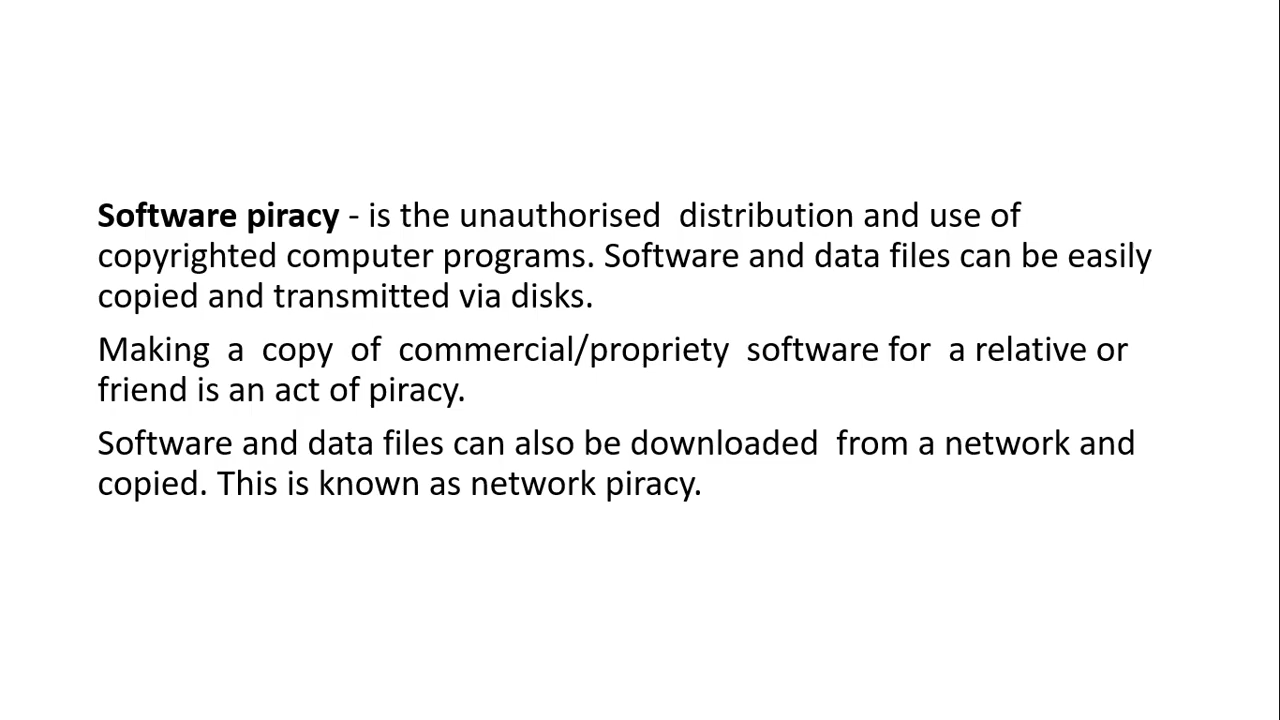 Software piracy - is the unauthorised  distribution and use of
copyrighted computer programs. Software and data files can be easily
copied and transmitted via disks.
Making  a  copy  of  commercial/propriety  software for  a relative or
friend is an act of piracy.
Software and data files can also be downloaded  from a network and
copied. This is known as network piracy.